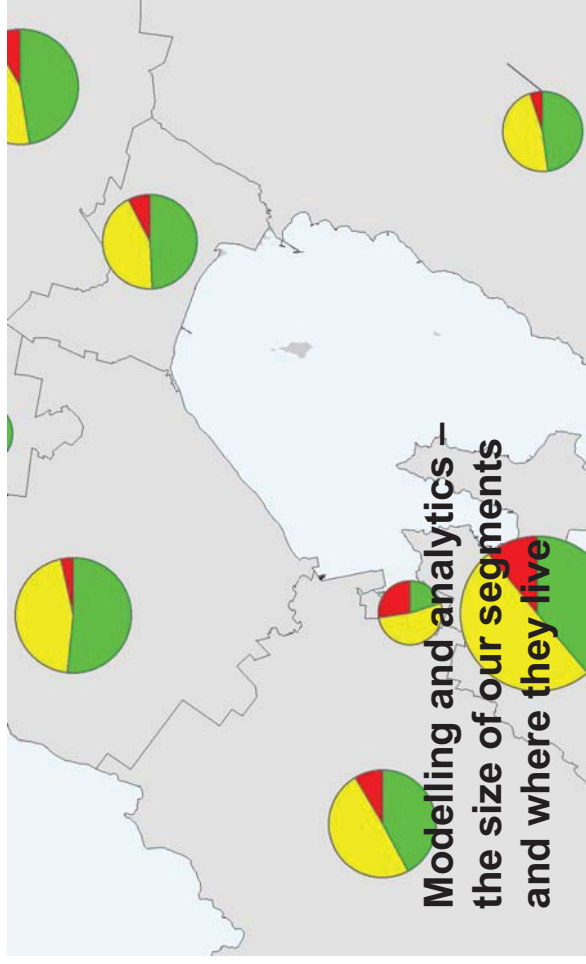 Modelling and analytics –
the size of our segments
and where they live